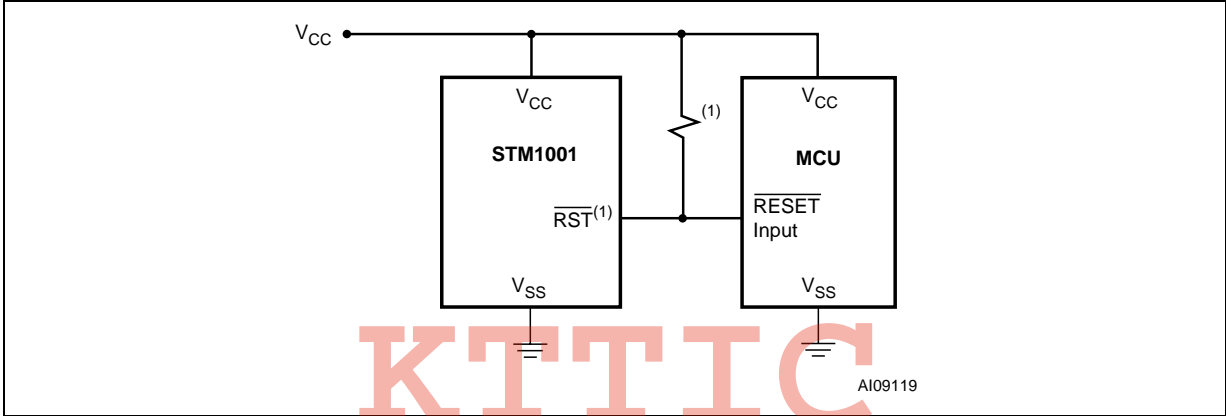 VCC
VCC
STM1001
RST(1)
VSS
(1)
VCC
MCU
RESET
Input
VSS
KTTIC
AI09119